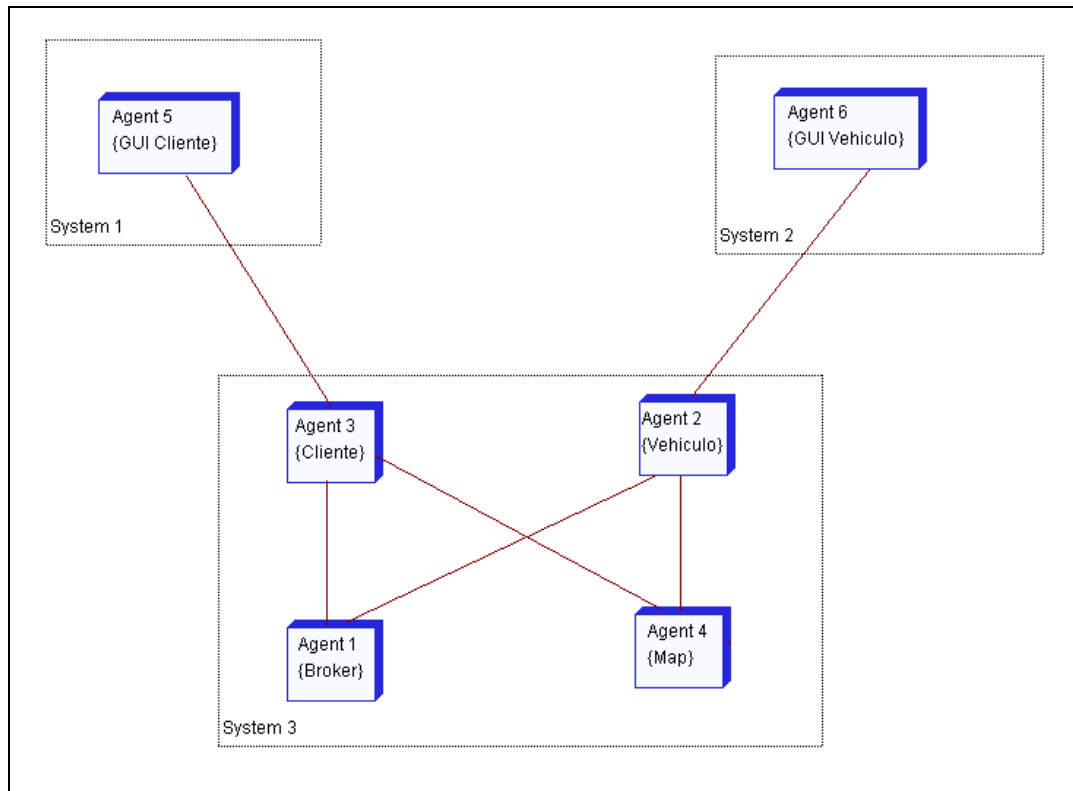 Agent 5
{GUI Cliente}
System 1
Agent 6
{GUI Vehiculo}
System 2
Agent 3
{Cliente}
Agent 2
{Vehiculo}
Agent 1
{Broker}
Agent 4
{Map}
System 3